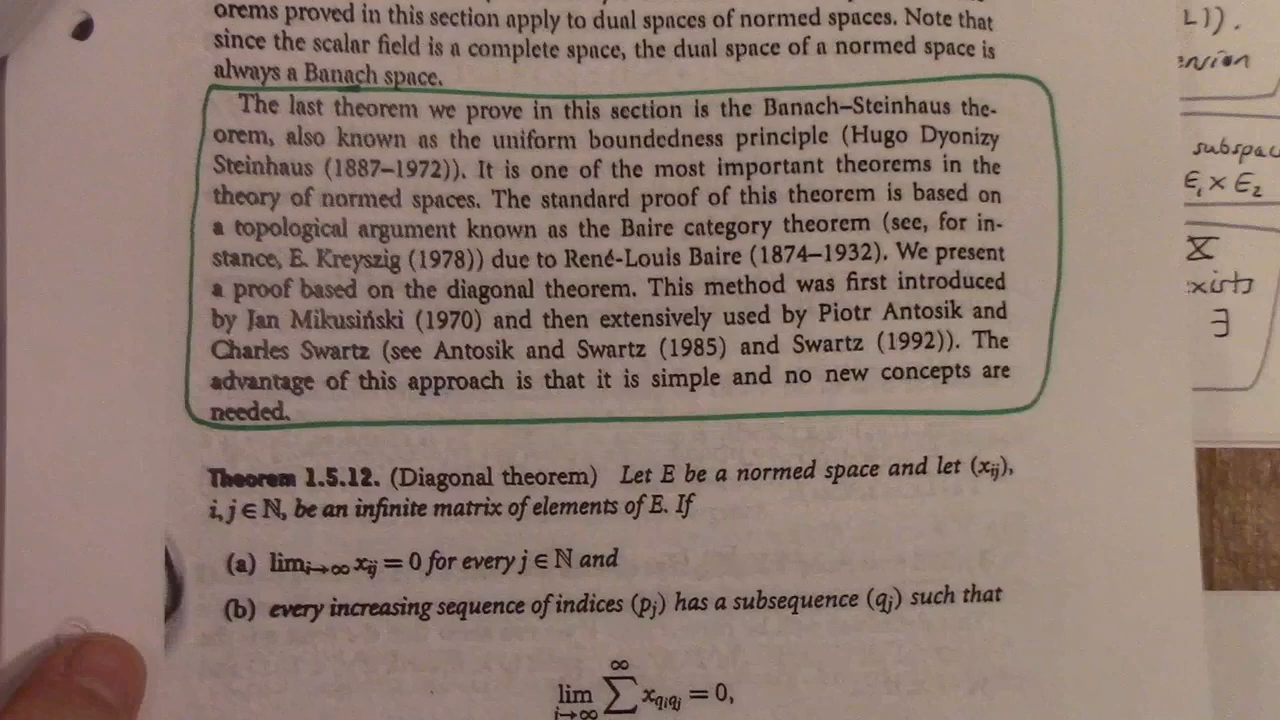 orems proved in this section apply to dual spaces of normed spaces. Note that
since the scalar field is a complete space, the dual space of a normed space is
always a Banach space.
The last theorem we prove in this section is the Banach–Steinhaus the-
orem, also known as the uniform boundedness principle (Hugo Dyonizy
Steinhaus (1887–1972)). It is one of the most important theorems in the
theory of normed spaces. The standard proof of this theorem is based on
a topological argument known as the Baire category theorem (see, for in-
stance, E. Kreyszig (1978)) due to René-Louis Baire (1874–1932). We present
a proof based on the diagonal theorem. This method was first introduced
by Jan Mikusiński (1970) and then extensively used by Piotr Antosik and
Charles Swartz (see Antosik and Swartz (1985) and Swartz (1992)). The
advantage of this approach is that it is simple and no new concepts are
needed.
Theorem 1.5.12. (Diagonal theorem) Let E be a normed space and let (xᵢⱼ),
i, j ∈ ℕ, be an infinite matrix of elements of E. If
(a) limᵢ→∞ xᵢⱼ = 0 for every j ∈ ℕ and
(b) every increasing sequence of indices (pⱼ) has a subsequence (qⱼ) such that
lim i→∞ ∑ ∞ x_{qᵢqⱼ} = 0,
L)).
ension
subspac
E₁ × E₂
xists
∃